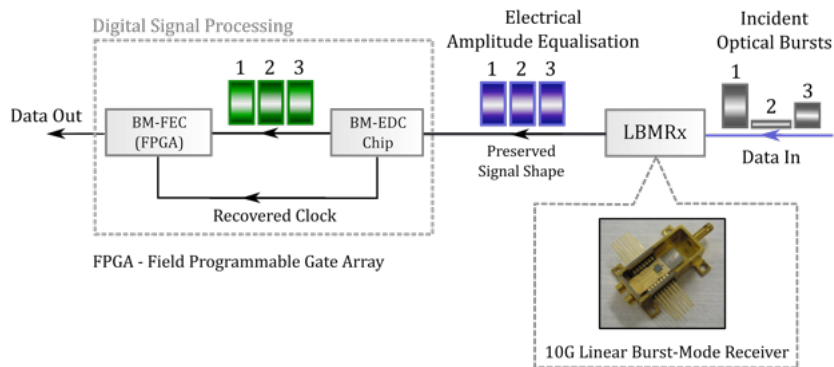 Digital Signal Processing
Electrical
Amplitude Equalisation
Incident
Optical Bursts
1 2 3
1 2 3
1
2
3
Data Out
BM-FEC
(FPGA)
BM-EDC
Chip
LBMRx
Preserved
Signal Shape
Data In
Recovered Clock
FPGA - Field Programmable Gate Array
10G Linear Burst-Mode Receiver